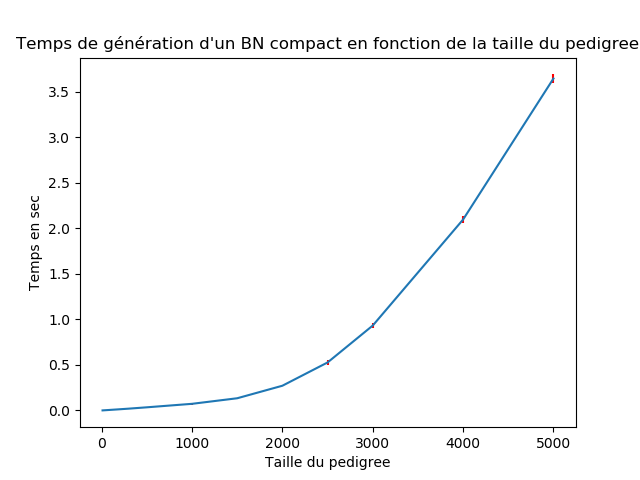 Temps de génération d'un BN compact en fonction de la taille du pedigree
Temps en sec
3.5
3.0
2.5
2.0
1.5
1.0
0.5
0.0
0 1000 2000 3000 4000 5000
Taille du pedigree